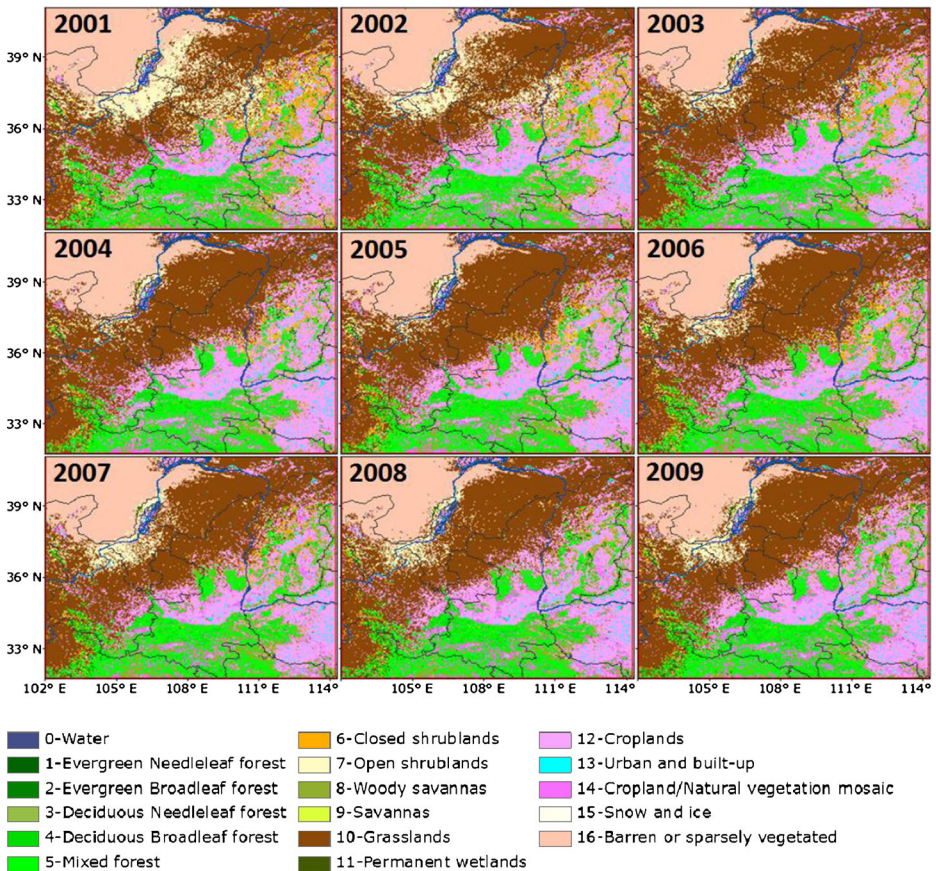 2001 2002 2003
39° N
36° N
33° N
2004 2005 2006
39° N
36° N
33° N
2007 2008 2009
39° N
36° N
33° N
102° E 105° E 108° E 111° E 114° 105° E 108° E 111° E 114° 105° E 108° E 111° E 114°
0-Water
1-Evergreen Needleleaf forest
2-Evergreen Broadleaf forest
3-Deciduous Needleleaf forest
4-Deciduous Broadleaf forest
5-Mixed forest
6-Closed shrublands
7-Open shrublands
8-Woody savannas
9-Savannas
10-Grasslands
11-Permanent wetlands
12-Croplands
13-Urban and built-up
14-Cropland/Natural vegetation mosaic
15-Snow and ice
16-Barren or sparsely vegetated